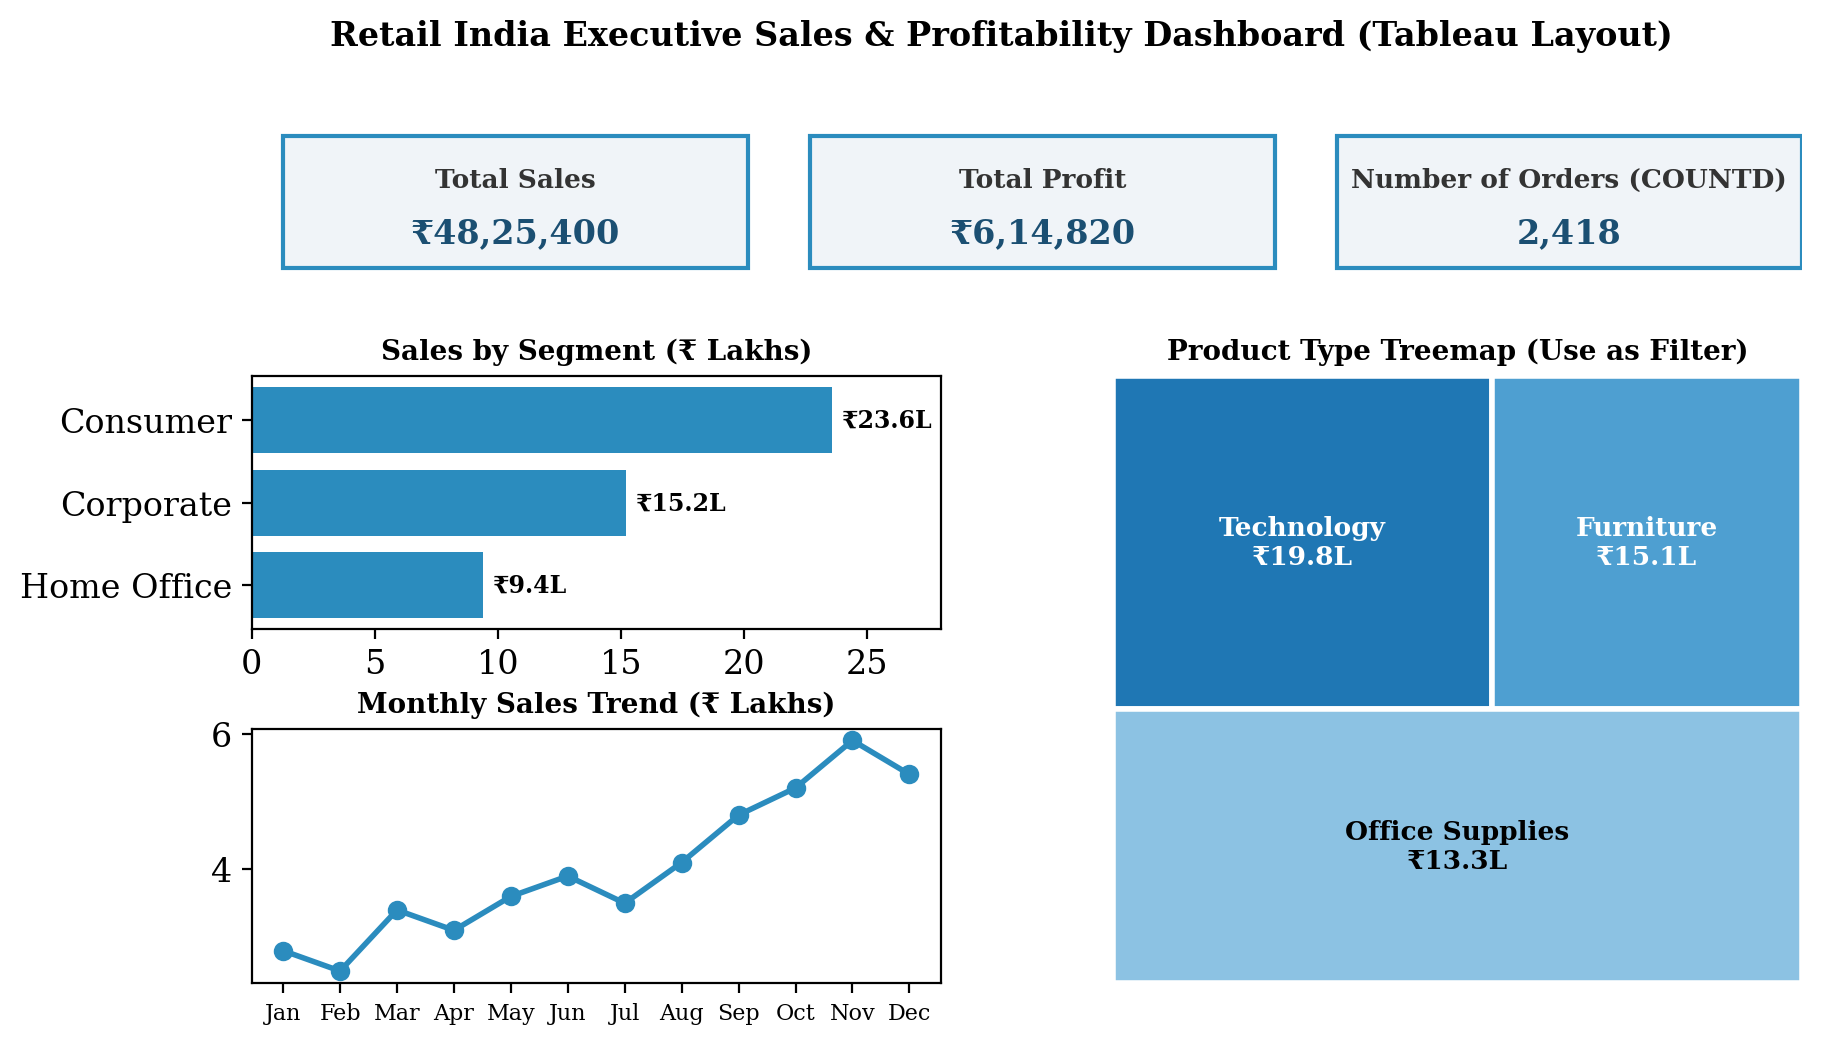 Retail India Executive Sales & Profitability Dashboard (Tableau Layout)
Total Sales
₹48,25,400
Total Profit
₹6,14,820
Number of Orders (COUNTD)
2,418
Sales by Segment (₹ Lakhs)
Consumer
₹23.6L
Corporate
₹15.2L
Home Office
₹9.4L
0 5 10 15 20 25
Monthly Sales Trend (₹ Lakhs)
6
4
Jan Feb Mar Apr May Jun Jul Aug Sep Oct Nov Dec
Product Type Treemap (Use as Filter)
Technology
₹19.8L
Furniture
₹15.1L
Office Supplies
₹13.3L